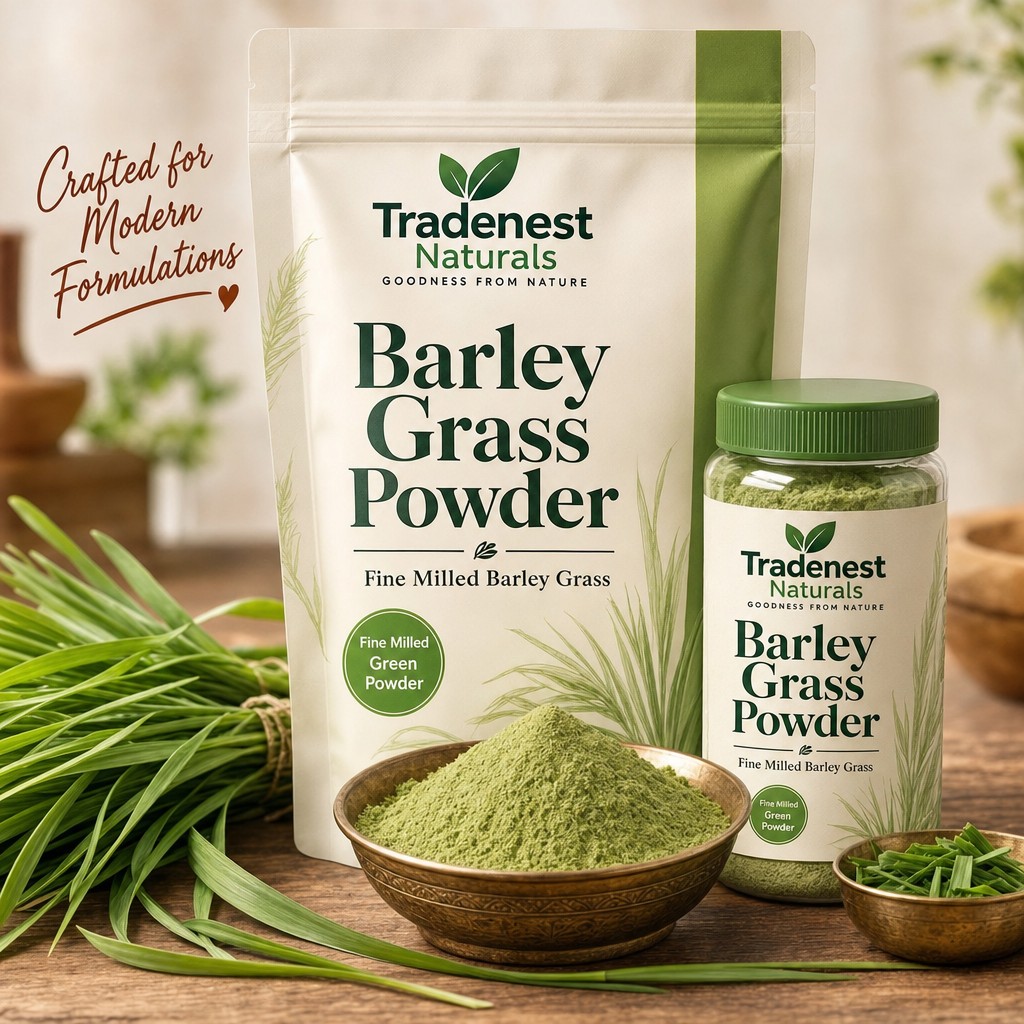 Crafted for
Modern
Formulations
Tradenest
Naturals
GOODNESS FROM NATURE
Barley
Grass
Powder
Fine Milled Barley Grass
Fine Milled
Green
Powder
Tradenest
Naturals
GOODNESS FROM NATURE
Barley
Grass
Powder
Fine Milled Barley Grass
Fine Milled
Green
Powder